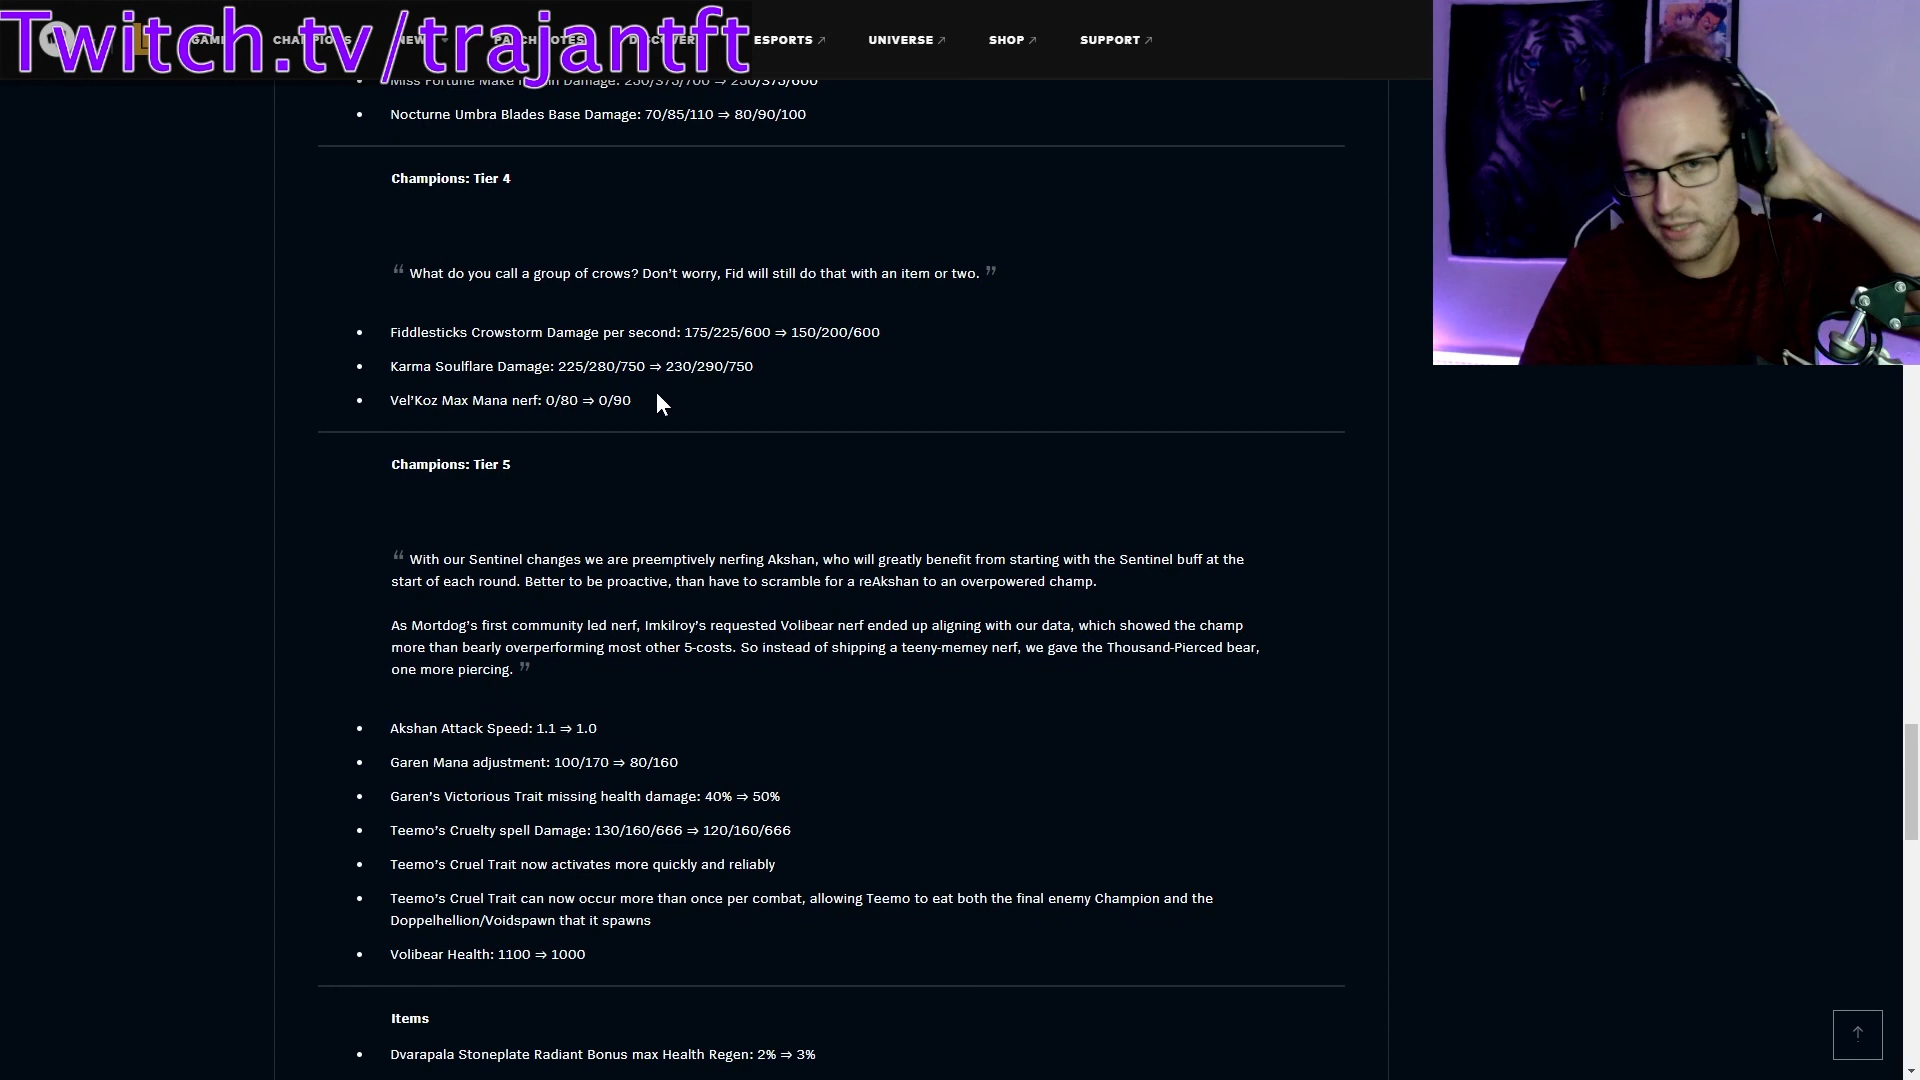 Twitch.tv/trajantft
ESPORTS UNIVERSE SHOP SUPPORT
Nocturne Umbra Blades Base Damage: 70/85/110 ⇒ 80/90/100
Champions: Tier 4
“ What do you call a group of crows? Don’t worry, Fid will still do that with an item or two. ”
• Fiddlesticks Crowstorm Damage per second: 175/225/600 ⇒ 150/200/600
• Karma Soulflare Damage: 225/280/750 ⇒ 230/290/750
• Vel’Koz Max Mana nerf: 0/80 ⇒ 0/90
Champions: Tier 5
“ With our Sentinel changes we are preemptively nerfing Akshan, who will greatly benefit from starting with the Sentinel buff at the
start of each round. Better to be proactive, than have to scramble for a reAkshan to an overpowered champ.
As Mortdog’s first community led nerf, Imkilroy’s requested Volibear nerf ended up aligning with our data, which showed the champ
more than bearly overperforming most other 5-costs. So instead of shipping a teeny-memey nerf, we gave the Thousand-Pierced bear,
one more piercing. ”
• Akshan Attack Speed: 1.1 ⇒ 1.0
• Garen Mana adjustment: 100/170 ⇒ 80/160
• Garen’s Victorious Trait missing health damage: 40% ⇒ 50%
• Teemo’s Cruelty spell Damage: 130/160/666 ⇒ 120/160/666
• Teemo’s Cruel Trait now activates more quickly and reliably
• Teemo’s Cruel Trait can now occur more than once per combat, allowing Teemo to eat both the final enemy Champion and the
Doppelhellion/Voidspawn that it spawns
• Volibear Health: 1100 ⇒ 1000
Items
• Dvarapala Stoneplate Radiant Bonus max Health Regen: 2% ⇒ 3%